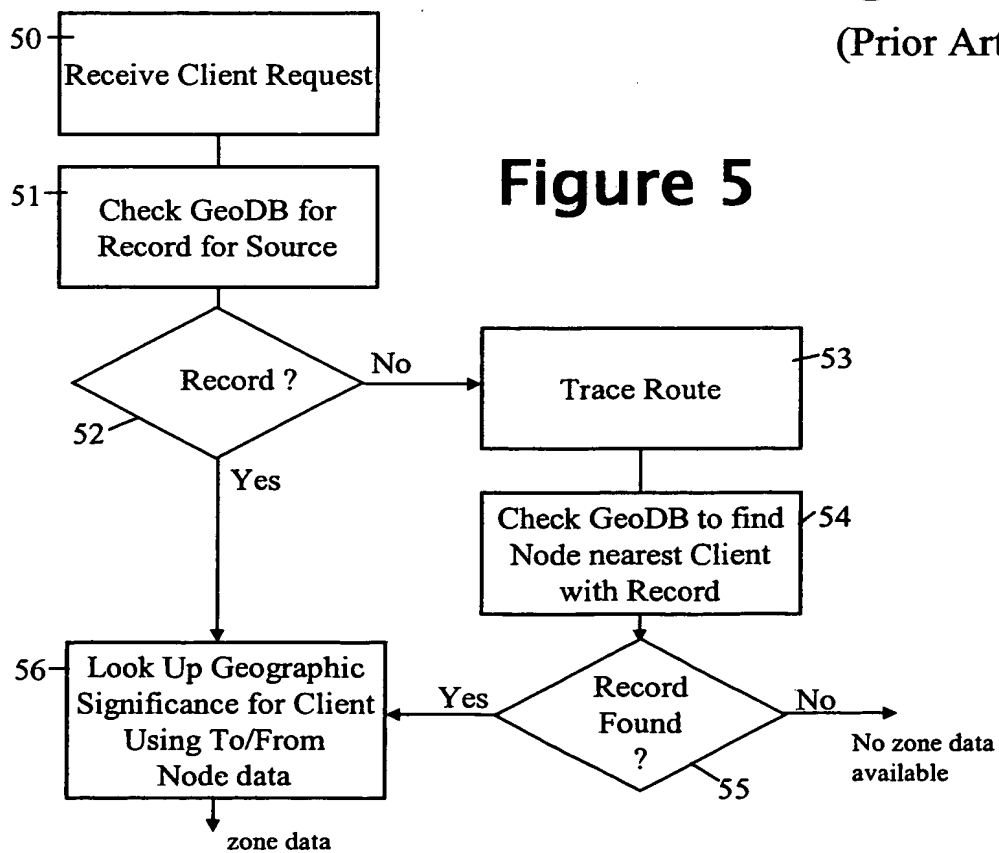 (Prior Art
50
Receive Client Request
Figure 5
51
Check GeoDB for
Record for Source
Record ?
No
52
Yes
53
Trace Route
Check GeoDB to find
Node nearest Client
with Record
54
56
Look Up Geographic
Significance for Client
Using To/From
Node data
Yes
Record
Found
?
No
No zone data
available
55
zone data